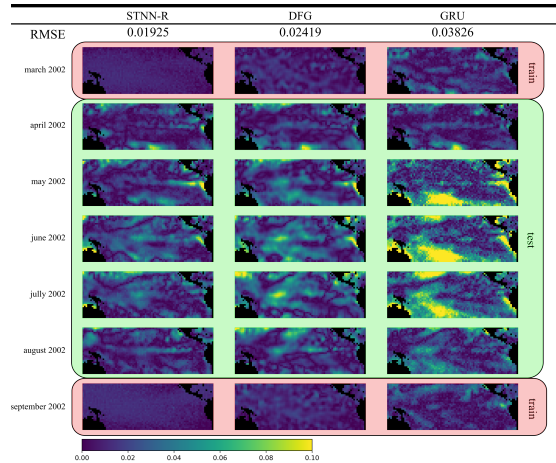 STNN-R DFG GRU
RMSE 0.01925 0.02419 0.03826
march 2002 train
april 2002
may 2002
june 2002 test
jully 2002
august 2002
september 2002 train
0.00 0.02 0.04 0.06 0.08 0.10